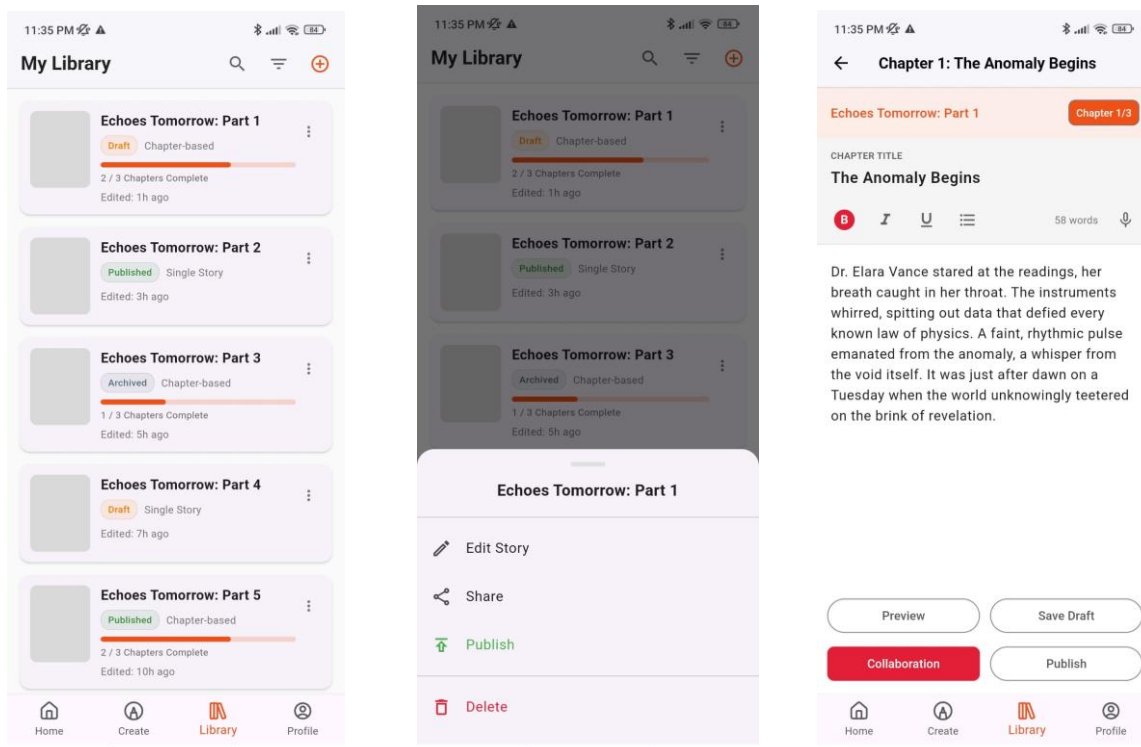 11:35 PM
84
My Library
Echoes Tomorrow: Part 1
Draft Chapter-based
2 / 3 Chapters Complete
Edited: 1h ago
Echoes Tomorrow: Part 2
Published Single Story
Edited: 3h ago
Echoes Tomorrow: Part 3
Archived Chapter-based
1 / 3 Chapters Complete
Edited: 5h ago
Echoes Tomorrow: Part 4
Draft Single Story
Edited: 7h ago
Echoes Tomorrow: Part 5
Published Chapter-based
2 / 3 Chapters Complete
Edited: 10h ago
Home Create Library Profile
11:35 PM
84
My Library
Echoes Tomorrow: Part 1
Draft Chapter-based
2 / 3 Chapters Complete
Edited: 1h ago
Echoes Tomorrow: Part 2
Published Single Story
Edited: 3h ago
Echoes Tomorrow: Part 3
Archived Chapter-based
1 / 3 Chapters Complete
Edited: 5h ago
Echoes Tomorrow: Part 1
Edit Story
Share
Publish
Delete
11:35 PM
84
Chapter 1: The Anomaly Begins
Echoes Tomorrow: Part 1
Chapter 1/3
CHAPTER TITLE
The Anomaly Begins
B I U 58 words
Dr. Elara Vance stared at the readings, her
breath caught in her throat. The instruments
whirred, spitting out data that defied every
known law of physics. A faint, rhythmic pulse
emanated from the anomaly, a whisper from
the void itself. It was just after dawn on a
Tuesday when the world unknowingly teetered
on the brink of revelation.
Preview Save Draft
Collaboration Publish
Home Create Library Profile